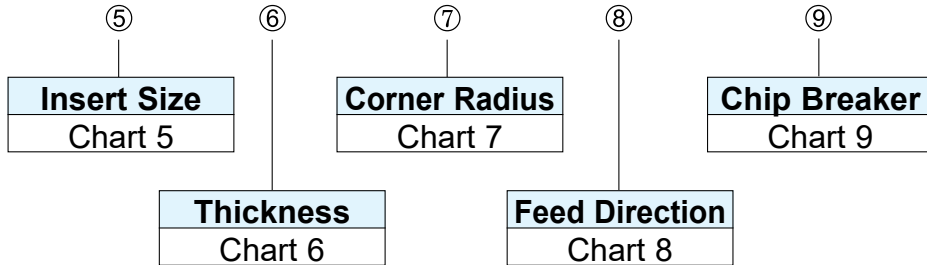 ⑤ ⑥ ⑦ ⑧ ⑨
Insert Size Corner Radius Chip Breaker
Chart 5 Chart 7 Chart 9
Thickness Feed Direction
Chart 6 Chart 8